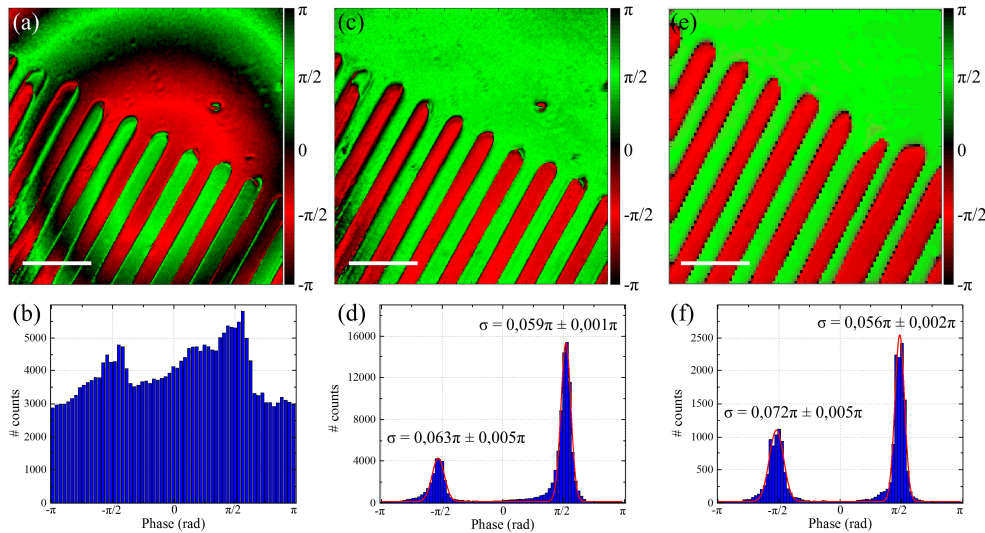 (a)
π
π/2
0
-π/2
-π
(c)
π
π/2
0
-π/2
-π
(e)
π
π/2
0
-π/2
-π
(b)
# counts
5000
4000
3000
2000
1000
0
-π -π/2 0 π/2 π
Phase (rad)
(d)
σ = 0,059π ± 0,001π
σ = 0,063π ± 0,005π
# counts
16000
12000
8000
4000
0
-π -π/2 0 π/2 π
Phase (rad)
(f)
σ = 0,056π ± 0,002π
σ = 0,072π ± 0,005π
# counts
2500
2000
1500
1000
500
0
-π -π/2 0 π/2 π
Phase (rad)